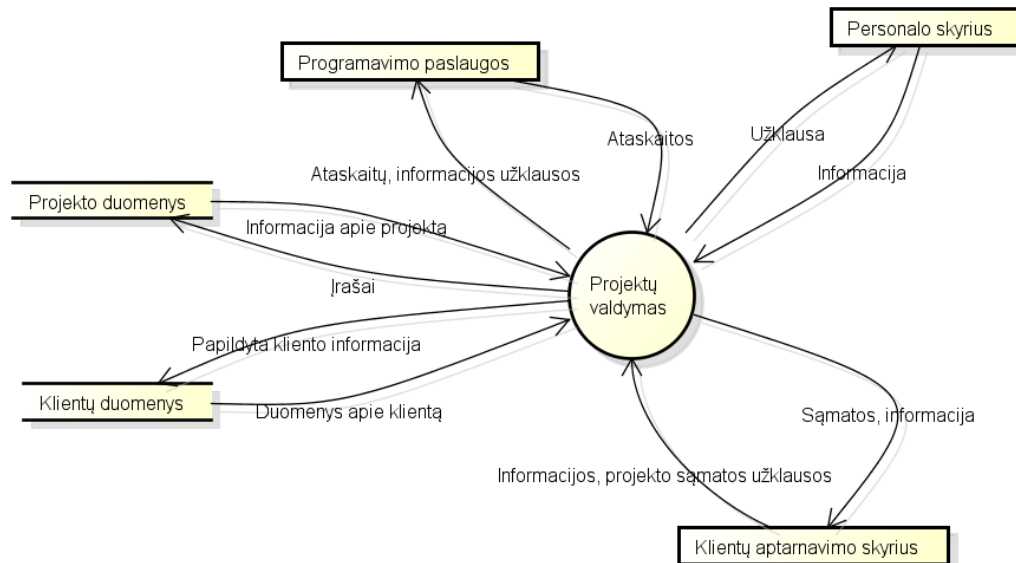 Personalo skyrius
Programavimo paslaugos
Užklausa
Ataskaitos
Informacija
Ataskaitų, informacijos užklausos
Projekto duomenys
Informacija apie projekta
Įrašai
Projektų
valdymas
Papildyta kliento informacija
Klientų duomenys
Duomenys apie klientą
Sąmatos, informacija
Informacijos, projekto sąmatos užklausos
Klientų aptarnavimo skyrius